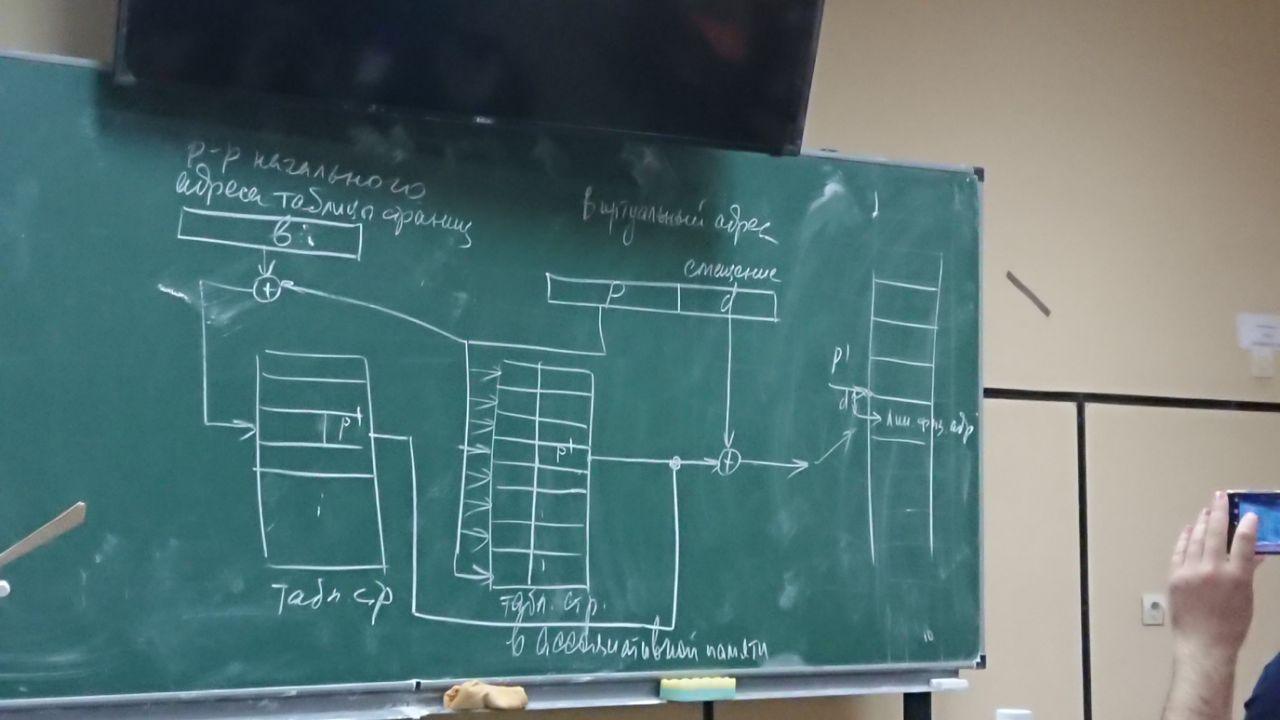 р-р начального
адреса таблицы страниц
в i
виртуальный адрес
смещение
p d
p'
p'
p'
d
лин. физ. адр
табл. стр
табл. стр.
в ассоциативной памяти